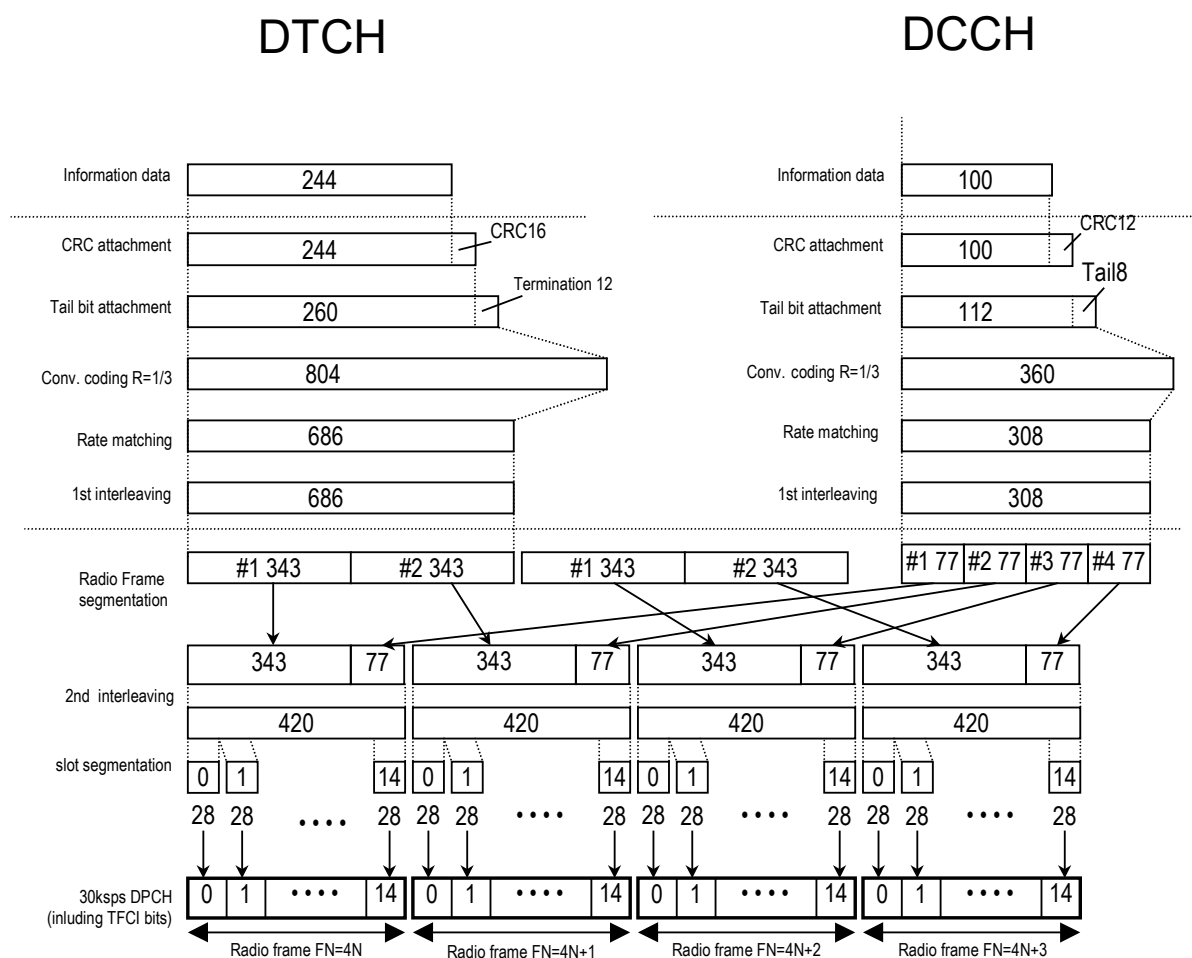 DTCH DCCH
Information data 244 Information data 100
CRC attachment 244 CRC16 CRC attachment 100 CRC12
Tail bit attachment 260 Termination 12 Tail bit attachment 112 Tail8
Conv. coding R=1/3 804 Conv. coding R=1/3 360
Rate matching 686 Rate matching 308
1st interleaving 686 1st interleaving 308
Radio Frame segmentation #1 343 #2 343 #1 343 #2 343 #1 77 #2 77 #3 77 #4 77
343 77 343 77 343 77 343 77
2nd interleaving
420 420 420 420
slot segmentation 0 1 14 0 1 14 0 1 14 0 1 14
28 28 •••• 28 28 28 •••• 28 28 28 •••• 28 28 28 •••• 28
30ksps DPCH (inluding TFCI bits) 0 1 •••• 14 0 1 •••• 14 0 1 •••• 14 0 1 •••• 14
Radio frame FN=4N Radio frame FN=4N+1 Radio frame FN=4N+2 Radio frame FN=4N+3